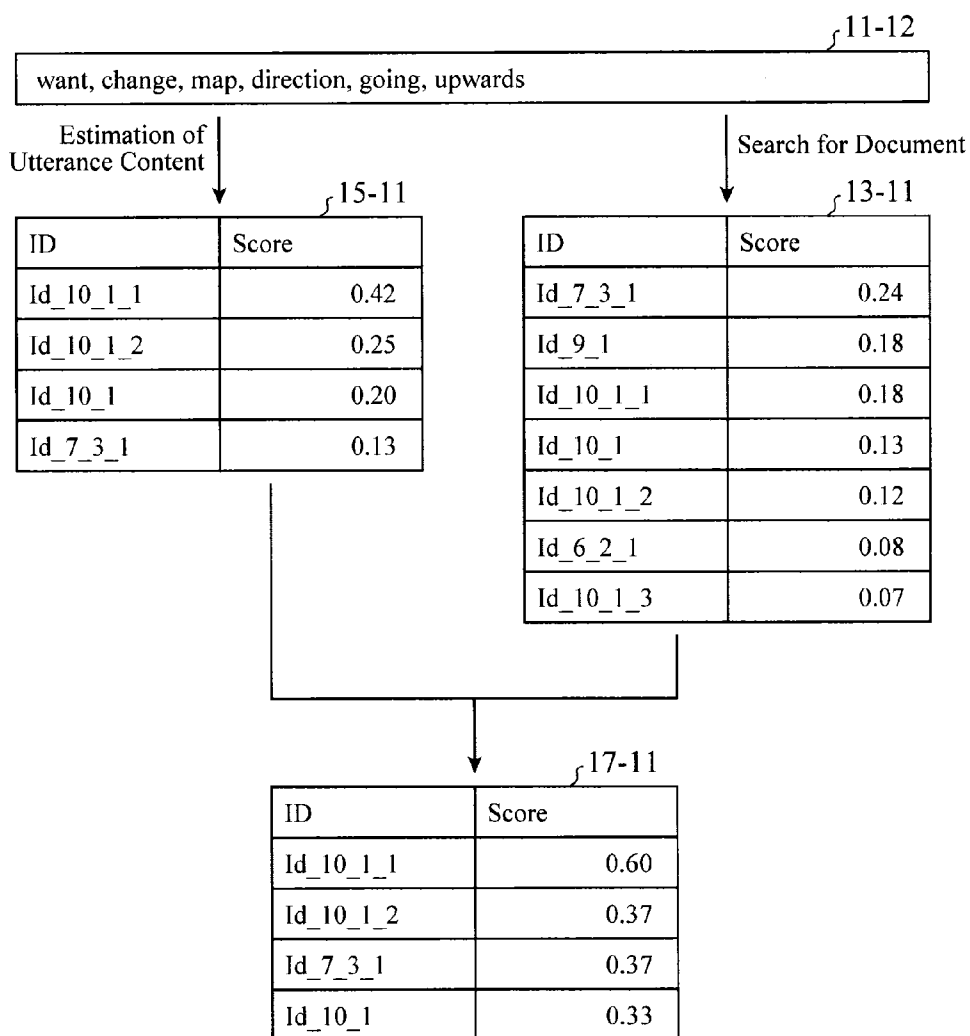 11-12
want, change, map, direction, going, upwards
Estimation of
Utterance Content
Search for Document
15-11
ID Score
Id_10_1_1 0.42
Id_10_1_2 0.25
Id_10_1 0.20
Id_7_3_1 0.13
13-11
ID Score
Id_7_3_1 0.24
Id_9_1 0.18
Id_10_1_1 0.18
Id_10_1 0.13
Id_10_1_2 0.12
Id_6_2_1 0.08
Id_10_1_3 0.07
17-11
ID Score
Id_10_1_1 0.60
Id_10_1_2 0.37
Id_7_3_1 0.37
Id_10_1 0.33